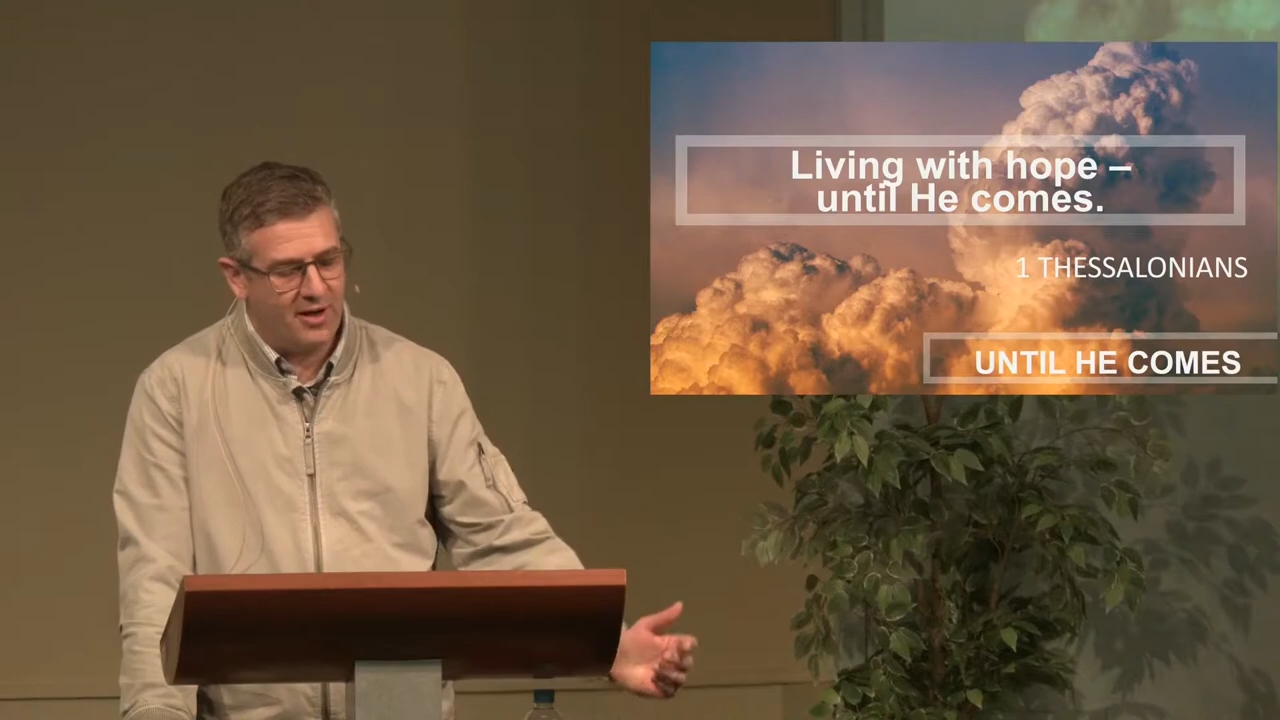 Living with hope –
until He comes.
1 THESSALONIANS
UNTIL HE COMES